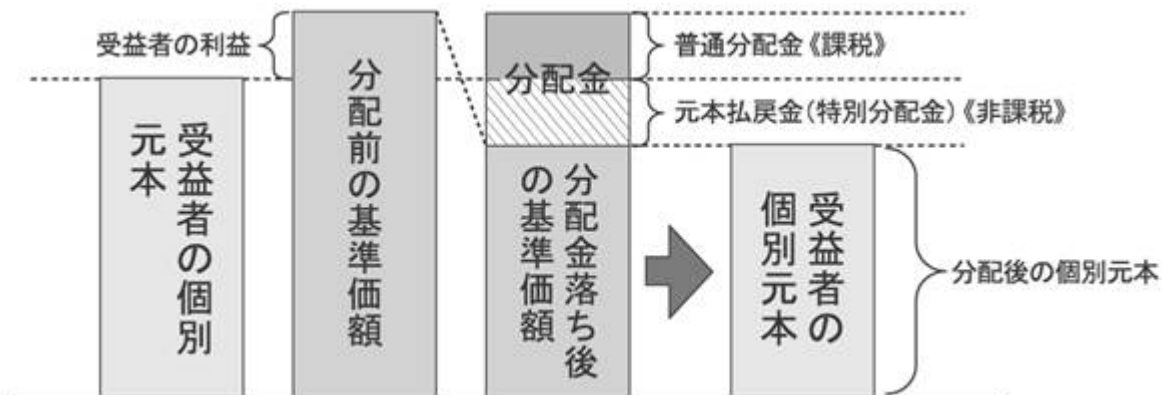 受益者の利益
受益者の個別
元本
分配前の基準価額
分配金
分配金落ち後
の基準価額
普通分配金《課税》
元本払戻金(特別分配金)《非課税》
受益者の
個別元本
分配後の個別元本